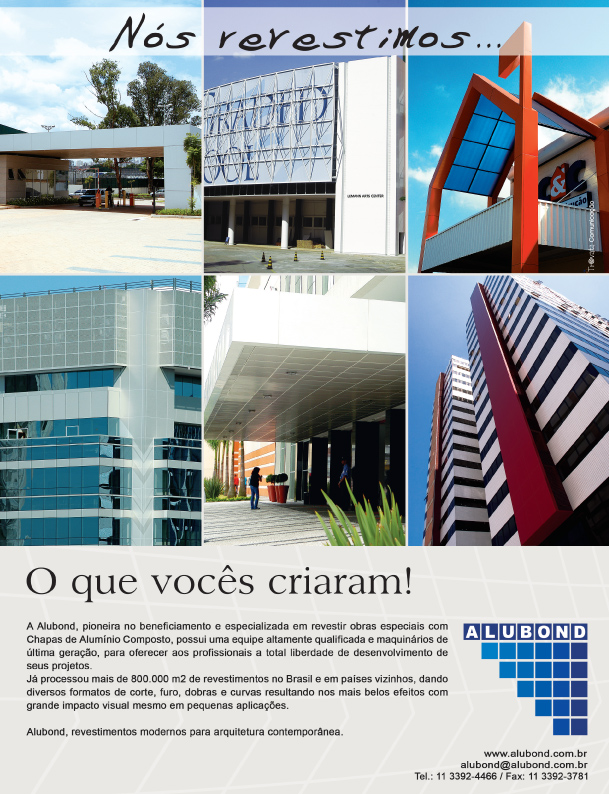 Nós revestimos...
LEMANN ARTS CENTER
C&C
Comunicação
O que vocês criaram!
A Alubond, pioneira no beneficiamento e especializada em revestir obras especiais com
Chapas de Alumínio Composto, possui uma equipe altamente qualificada e maquinários de
última geração, para oferecer aos profissionais a total liberdade de desenvolvimento de
seus projetos.
Já processou mais de 800.000 m2 de revestimentos no Brasil e em países vizinhos, dando
diversos formatos de corte, furo, dobras e curvas resultando nos mais belos efeitos com
grande impacto visual mesmo em pequenas aplicações.
Alubond, revestimentos modernos para arquitetura contemporânea.
ALUBOND
www.alubond.com.br
alubond@alubond.com.br
Tel.: 11 3392-4466 / Fax: 11 3392-3781